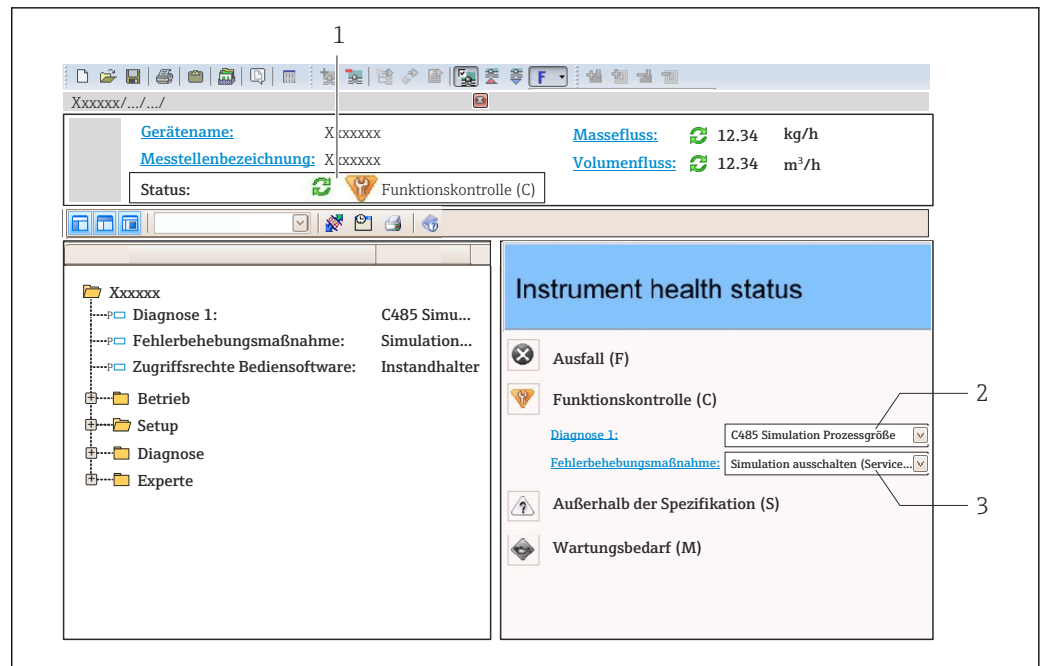 1
F
Xxxxxx/.../.../
Gerätename: Xxxxxxx
Messtellenbezeichnung: Xxxxxxx
Status: Funktionskontrolle (C)
Massefluss: 12.34 kg/h
Volumenfluss: 12.34 m³/h
Xxxxxx
P Diagnose 1: C485 Simu...
P Fehlerbehebungsmaßnahme: Simulation...
P Zugriffsrechte Bediensoftware: Instandhalter
Betrieb
Setup
Diagnose
Experte
Instrument health status
Ausfall (F)
Funktionskontrolle (C)
2
Diagnose 1: C485 Simulation Prozessgröße
Fehlerbehebungsmaßnahme: Simulation ausschalten (Service...
Außerhalb der Spezifikation (S)
3
Wartungsbedarf (M)